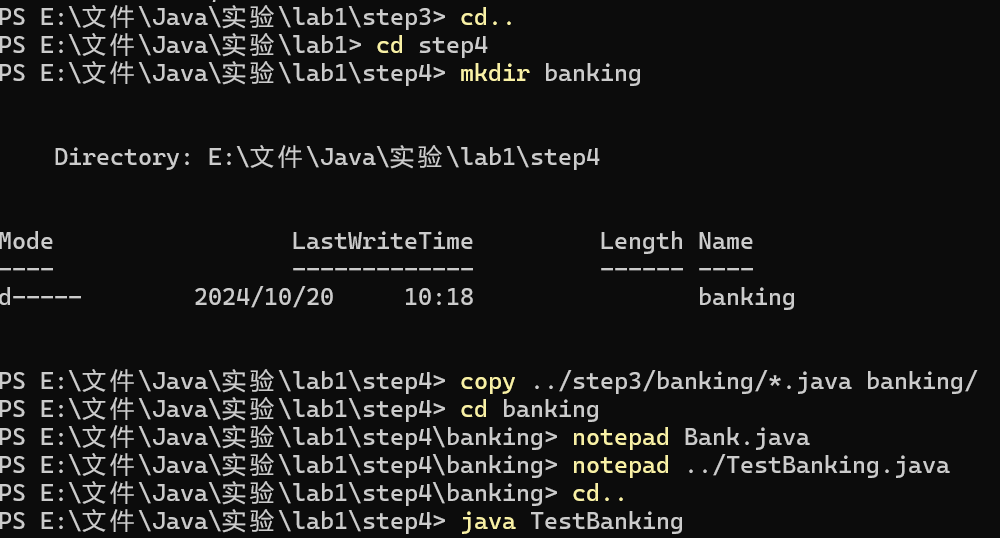 PS E:\文件\Java\实验\lab1\step3> cd..
PS E:\文件\Java\实验\lab1> cd step4
PS E:\文件\Java\实验\lab1\step4> mkdir banking
Directory: E:\文件\Java\实验\lab1\step4
Mode LastWriteTime Length Name
---- ------------- ------ ----
d----- 2024/10/20 10:18 banking
PS E:\文件\Java\实验\lab1\step4> copy ../step3/banking/*.java banking/
PS E:\文件\Java\实验\lab1\step4> cd banking
PS E:\文件\Java\实验\lab1\step4\banking> notepad Bank.java
PS E:\文件\Java\实验\lab1\step4\banking> notepad ../TestBanking.java
PS E:\文件\Java\实验\lab1\step4\banking> cd..
PS E:\文件\Java\实验\lab1\step4> java TestBanking